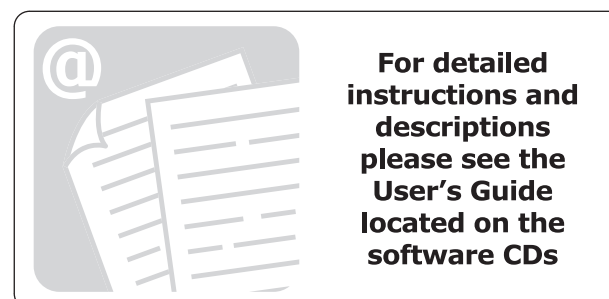 @
For detailed
instructions and
descriptions
please see the
User's Guide
located on the
software CDs